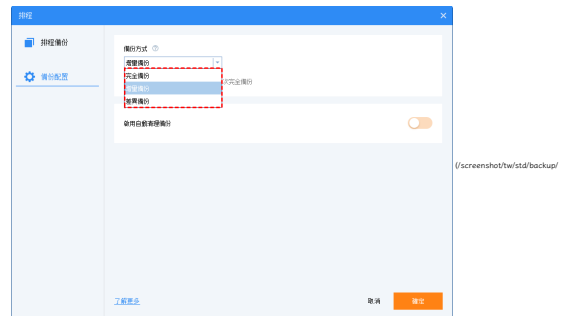 排程
排程備份
備份配置
備份方式
增量備份
完全備份
增量備份
差異備份
次完全備份
啟用自動清理備份
了解更多
取消
確定
(/screenshot/tw/std/backup/